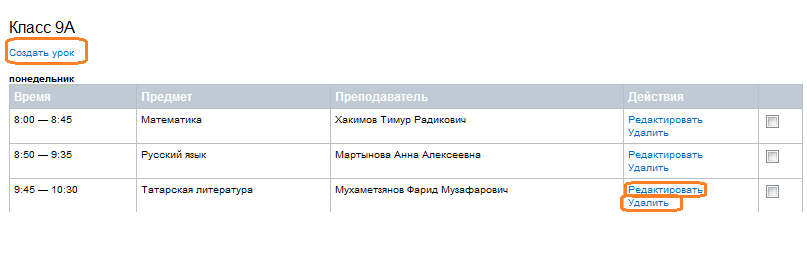 Класс 9А
Создать урок
понедельник
Время Предмет Преподаватель Действия
8:00 — 8:45 Математика Хакимов Тимур Радикович Редактировать
Удалить
8:50 — 9:35 Русский язык Мартынова Анна Алексеевна Редактировать
Удалить
9:45 — 10:30 Татарская литература Мухаметзянов Фарид Музафарович Редактировать
Удалить